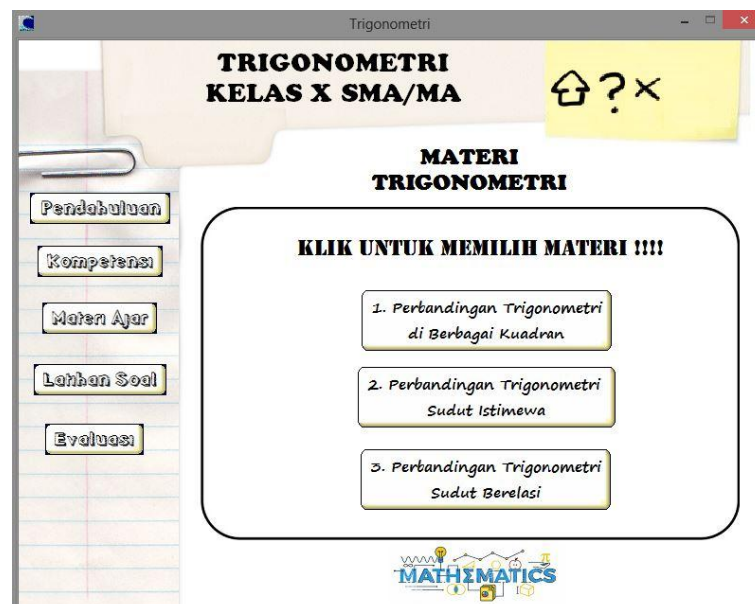 Trigonometri
TRIGONOMETRI
KELAS X SMA/MA
?
MATERI
TRIGONOMETRI
Pendahuluan
Kompetensi
Materi Ajar
Latihan Soal
Evaluasi
KLIK UNTUK MEMILIH MATERI !!!!
1. Perbandingan Trigonometri
di Berbagai Kuadran
2. Perbandingan Trigonometri
Sudut Istimewa
3. Perbandingan Trigonometri
Sudut Berelasi
MATHΣMATICS